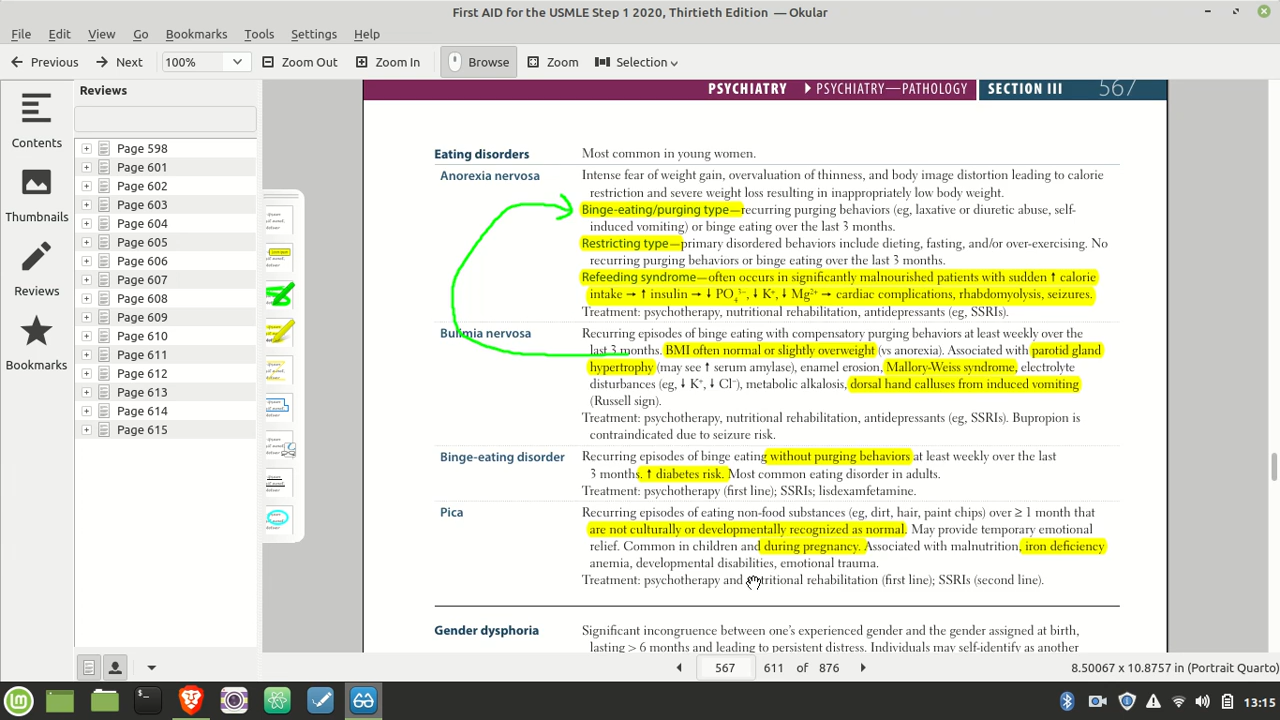 First AID for the USMLE Step 1 2020, Thirtieth Edition — Okular
File Edit View Go Bookmarks Tools Settings Help
Previous Next 100% Zoom Out Zoom In Browse Zoom Selection
Reviews
Contents
Thumbnails
Reviews
Bookmarks
Page 598
Page 601
Page 602
Page 603
Page 604
Page 605
Page 606
Page 607
Page 608
Page 609
Page 610
Page 611
Page 612
Page 613
Page 614
Page 615
PSYCHIATRY ▶ PSYCHIATRY—PATHOLOGY SECTION III 567
Eating disorders Most common in young women.
Anorexia nervosa Intense fear of weight gain, overvaluation of thinness, and body image distortion leading to calorie
restriction and severe weight loss resulting in inappropriately low body weight.
Binge-eating/purging type—recurring purging behaviors (eg, laxative or diuretic abuse, self-
induced vomiting) or binge eating over the last 3 months.
Restricting type—primary disordered behaviors include dieting, fasting, and/or over-exercising. No
recurring purging behaviors or binge eating over the last 3 months.
Refeeding syndrome—often occurs in significantly malnourished patients with sudden ↑ calorie
intake → ↑ insulin → ↓ PO₄³⁻, ↓ K⁺, ↓ Mg²⁺ → cardiac complications, rhabdomyolysis, seizures.
Treatment: psychotherapy, nutritional rehabilitation, antidepressants (eg, SSRIs).
Bulimia nervosa Recurring episodes of binge eating with compensatory purging behaviors at least weekly over the
last 3 months. BMI often normal or slightly overweight (vs anorexia). Associated with parotid gland
hypertrophy (may see ↑ serum amylase), enamel erosion, Mallory-Weiss syndrome, electrolyte
disturbances (eg, ↓ K⁺, ↓ Cl⁻), metabolic alkalosis, dorsal hand calluses from induced vomiting
(Russell sign).
Treatment: psychotherapy, nutritional rehabilitation, antidepressants (eg, SSRIs). Bupropion is
contraindicated due to seizure risk.
Binge-eating disorder Recurring episodes of binge eating without purging behaviors at least weekly over the last
3 months. ↑ diabetes risk. Most common eating disorder in adults.
Treatment: psychotherapy (first line); SSRIs; lisdexamfetamine.
Pica Recurring episodes of eating non-food substances (eg, dirt, hair, paint chips) over ≥ 1 month that
are not culturally or developmentally recognized as normal. May provide temporary emotional
relief. Common in children and during pregnancy. Associated with malnutrition, iron deficiency
anemia, developmental disabilities, emotional trauma.
Treatment: psychotherapy and nutritional rehabilitation (first line); SSRIs (second line).
Gender dysphoria Significant incongruence between one's experienced gender and the gender assigned at birth,
lasting > 6 months and leading to persistent distress. Individuals may self-identify as another
567 611 of 876 8.50067 x 10.8757 in (Portrait Quarto)
13:15